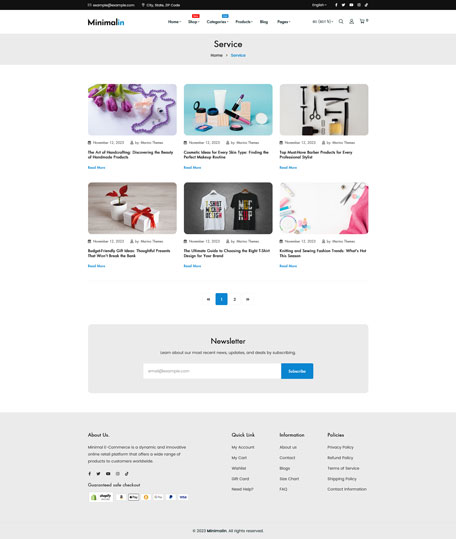 example@example.com
City, State, ZIP Code
English
Minimalin
Home
Shop
Categories
Products
Blog
Pages
0
Service
Home
Service
November 12, 2023 by: Marino Themes
November 12, 2023 by: Marino Themes
November 12, 2023 by: Marino Themes
The Art of Handcrafting: Discovering the Beauty
of Handmade Products
Cosmetic Ideas for Every Skin Type: Finding the
Perfect Makeup Routine
Top Must-Have Barber Products for Every
Professional Stylist
Read More
Read More
Read More
T-SHIRT
MOCKUP
DESIGN
November 12, 2023 by: Marino Themes
November 12, 2023 by: Marino Themes
November 12, 2023 by: Marino Themes
Budget-Friendly Gift Ideas: Thoughtful Presents
That Won't Break the Bank
The Ultimate Guide to Choosing the Right T-Shirt
Design for Your Brand
Knitting and Sewing Fashion Trends: What's Hot
This Season
Read More
Read More
Read More
«
1
2
»
Newsletter
Learn about our most recent news, updates, and deals by subscribing.
email@example.com
Subscribe
About Us.
Minimal E-Commerce is a dynamic and innovative
online retail platform that offers a wide range of
products to customers worldwide.
Guaranteed safe checkout
shopify
Quick Link
My Account
My Cart
Wishlist
Gift Card
Need Help?
Information
About us
Contact
Blogs
Size Chart
FAQ
Policies
Privacy Policy
Refund Policy
Terms of Service
Shipping Policy
Contact Information
© 2023 Minimalin. All rights reserved.